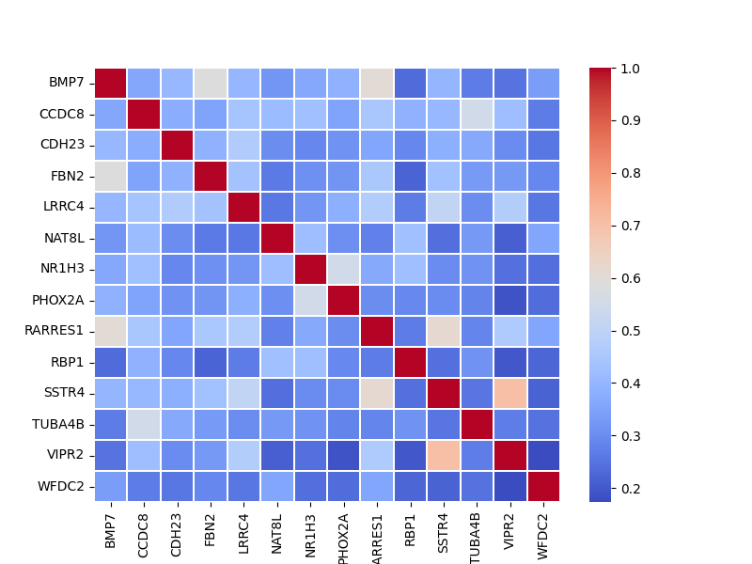 BMP7
CCDC8
CDH23
FBN2
LRRC4
NAT8L
NR1H3
PHOX2A
RARRES1
RBP1
SSTR4
TUBA4B
VIPR2
WFDC2
1.0
0.9
0.8
0.7
0.6
0.5
0.4
0.3
0.2
BMP7
CCDC8
CDH23
FBN2
LRRC4
NAT8L
NR1H3
PHOX2A
ARRES1
RBP1
SSTR4
TUBA4B
VIPR2
WFDC2